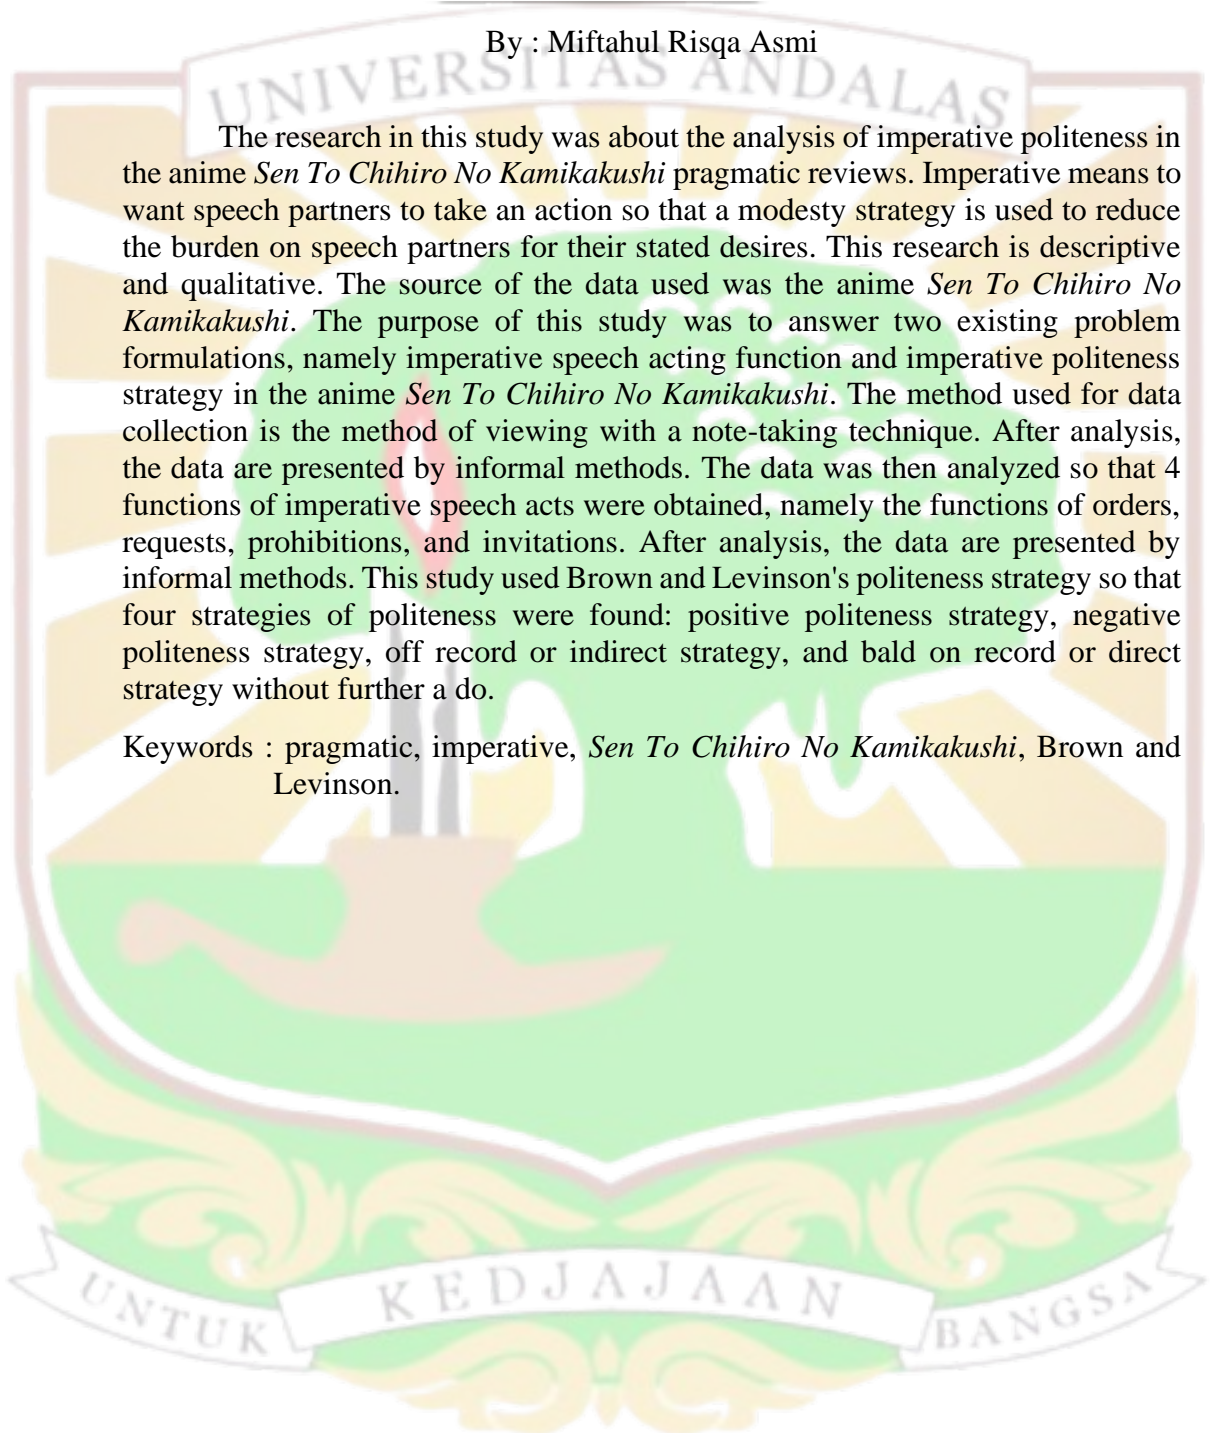 By : Miftahul Risqa Asmi
UNIVERSITAS ANDALAS
The research in this study was about the analysis of imperative politeness in
the anime Sen To Chihiro No Kamikakushi pragmatic reviews. Imperative means to
want speech partners to take an action so that a modesty strategy is used to reduce
the burden on speech partners for their stated desires. This research is descriptive
and qualitative. The source of the data used was the anime Sen To Chihiro No
Kamikakushi. The purpose of this study was to answer two existing problem
formulations, namely imperative speech acting function and imperative politeness
strategy in the anime Sen To Chihiro No Kamikakushi. The method used for data
collection is the method of viewing with a note-taking technique. After analysis,
the data are presented by informal methods. The data was then analyzed so that 4
functions of imperative speech acts were obtained, namely the functions of orders,
requests, prohibitions, and invitations. After analysis, the data are presented by
informal methods. This study used Brown and Levinson's politeness strategy so that
four strategies of politeness were found: positive politeness strategy, negative
politeness strategy, off record or indirect strategy, and bald on record or direct
strategy without further a do.
Keywords : pragmatic, imperative, Sen To Chihiro No Kamikakushi, Brown and
Levinson.
UNTUK KEDJAJAAN BANGSA